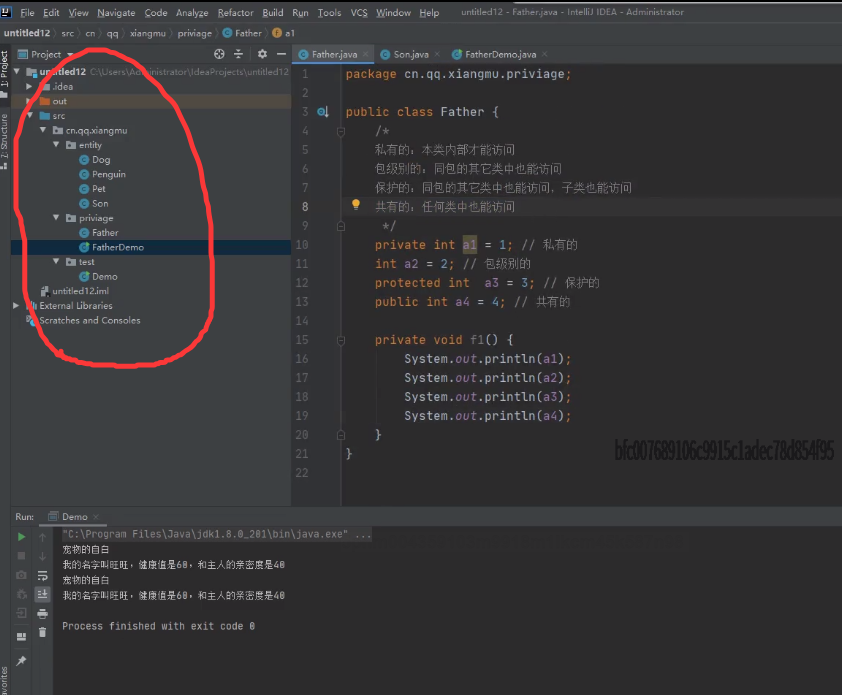 File Edit View Navigate Code Analyze Refactor Build Run Tools VCS Window Help untitled12 - Father.java - IntelliJ IDEA - Administrator
untitled12 src cn qq xiangmu priviage Father a1
Project
Father.java Son.java FatherDemo.java
1: Project
Z: Structure
untitled12 C:\Users\Administrator\IdeaProjects\untitled12
.idea
out
src
cn.qq.xiangmu
entity
Dog
Penguin
Pet
Son
priviage
Father
FatherDemo
test
Demo
untitled12.iml
External Libraries
Scratches and Consoles
1 package cn.qq.xiangmu.priviage;
2
3 public class Father {
4 /*
5 私有的: 本类内部才能访问
6 包级别的: 同包的其它类中也能访问
7 保护的: 同包的其它类中也能访问, 子类也能访问
8 共有的: 任何类中也能访问
9 */
10 private int a1 = 1; // 私有的
11 int a2 = 2; // 包级别的
12 protected int a3 = 3; // 保护的
13 public int a4 = 4; // 共有的
14
15 private void f1() {
16 System.out.println(a1);
17 System.out.println(a2);
18 System.out.println(a3);
19 System.out.println(a4);
20 }
21 }
22
bfc007689106c9915c1adec78d854f95
Run: Demo
"C:\Program Files\Java\jdk1.8.0_201\bin\java.exe" ...
宠物的自白
我的名字叫旺旺, 健康值是60, 和主人的亲密度是40
宠物的自白
我的名字叫旺旺, 健康值是60, 和主人的亲密度是40
Process finished with exit code 0